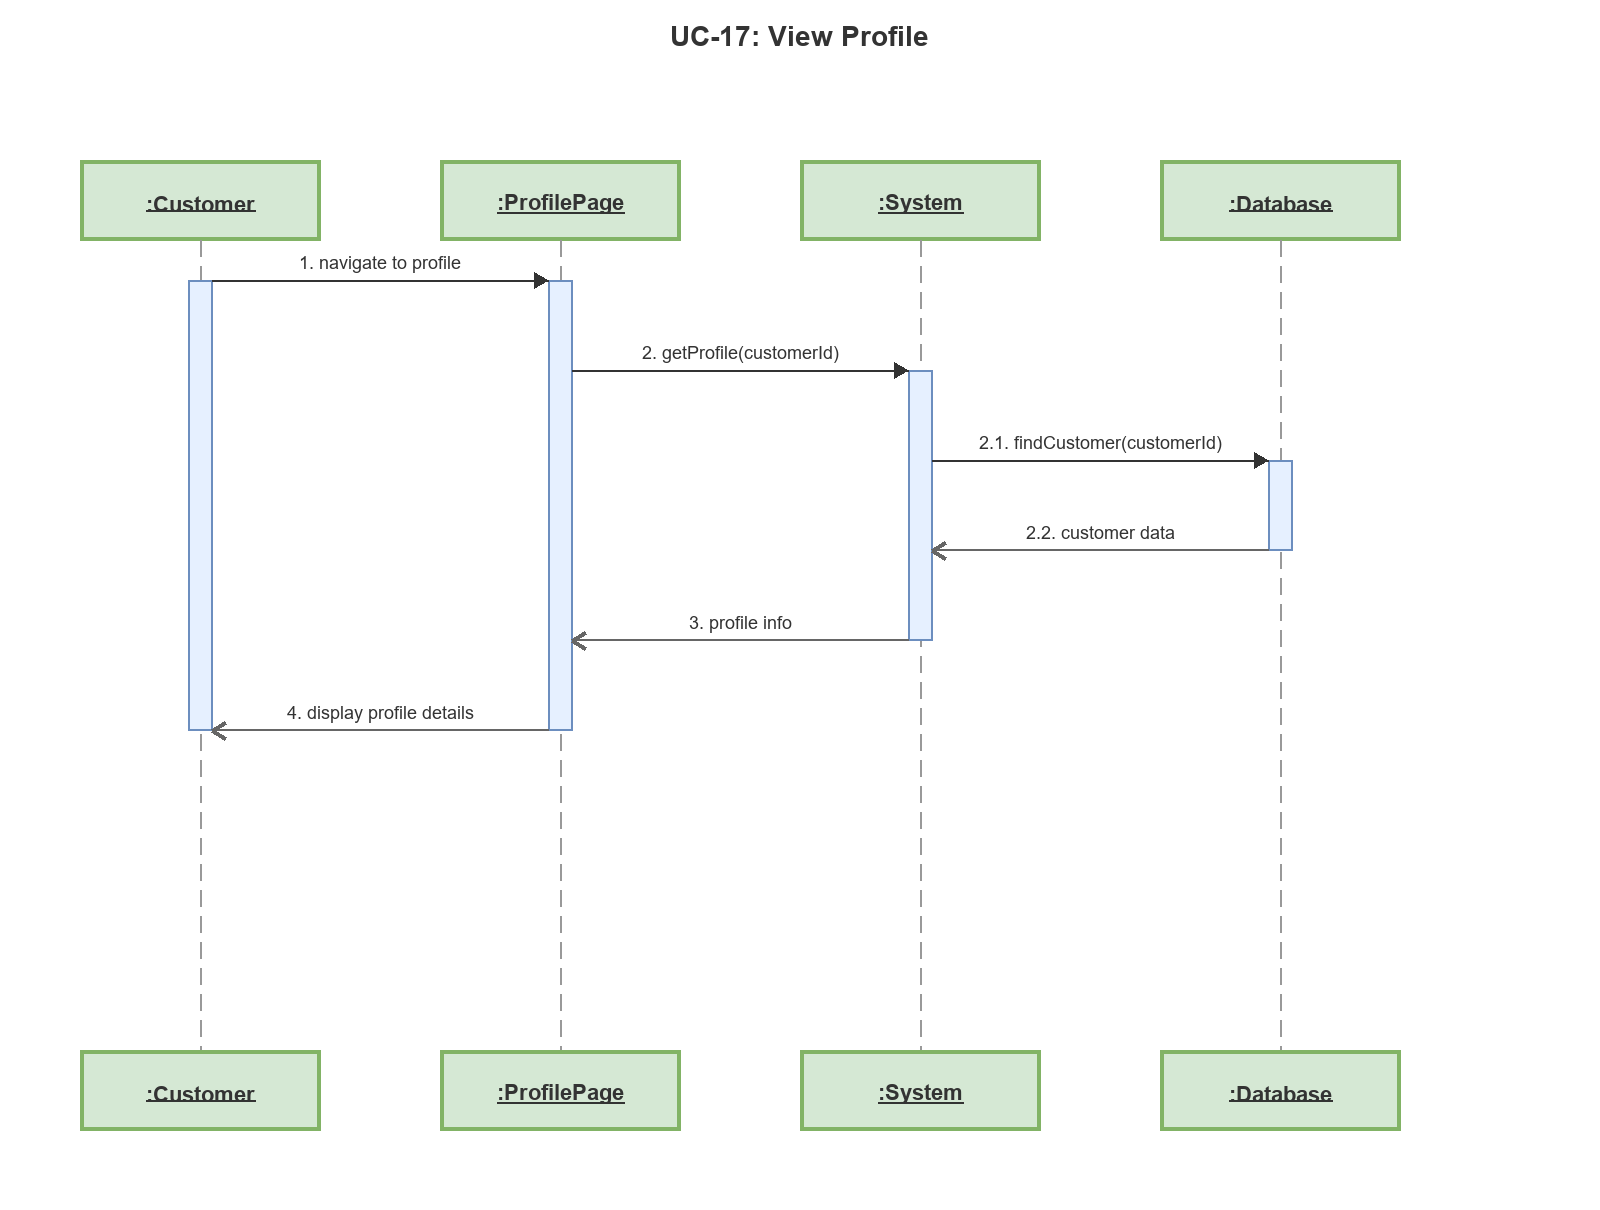 UC-17: View Profile
:Customer
:ProfilePage
:System
:Database
1. navigate to profile
2. getProfile(customerId)
2.1. findCustomer(customerId)
2.2. customer data
3. profile info
4. display profile details
:Customer
:ProfilePage
:System
:Database